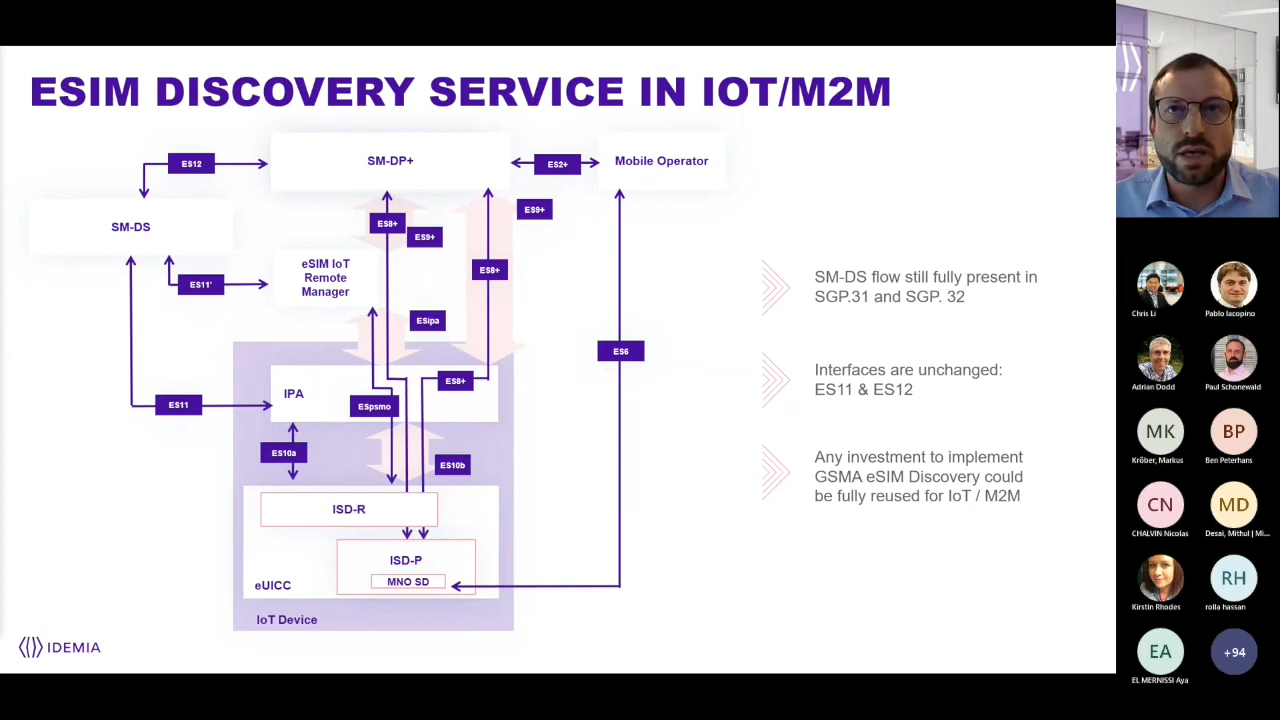 ESIM DISCOVERY SERVICE IN IOT/M2M
ES12
SM-DP+
ES2+
Mobile Operator
SM-DS
ES8+
ES9+
ES9+
ES11'
eSIM IoT
Remote
Manager
ES8+
ESipa
ES6
IPA
ES8+
ESpsmo
ES11
ES10a
ES10b
ISD-R
ISD-P
MNO SD
eUICC
IoT Device
SM-DS flow still fully present in
SGP.31 and SGP. 32
Interfaces are unchanged:
ES11 & ES12
Any investment to implement
GSMA eSIM Discovery could
be fully reused for IoT / M2M
IDEMIA
Chris Li
Pablo Iacopino
Adrian Dodd
Paul Schonewald
MK
Kröber, Markus
BP
Ben Peterhans
CN
CHALVIN Nicolas
MD
Desai, Mithul | Mi...
Kirstin Rhodes
RH
rolla hassan
EA
EL MERNISSI Aya
+94